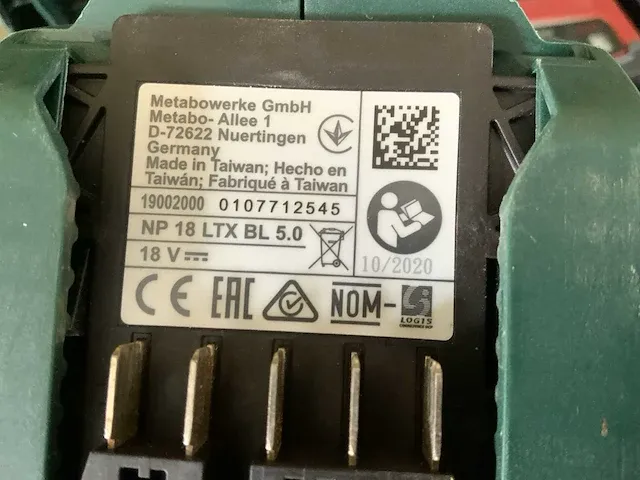 Metabowerke GmbH
Metabo- Allee 1
D-72622 Nuertingen
Germany
Made in Taiwan; Hecho en
Taiwán; Fabriqué à Taiwan
19002000 0107712545
NP 18 LTX BL 5.0
18 V
10/2020
CE EAC NOM-
LOGIS